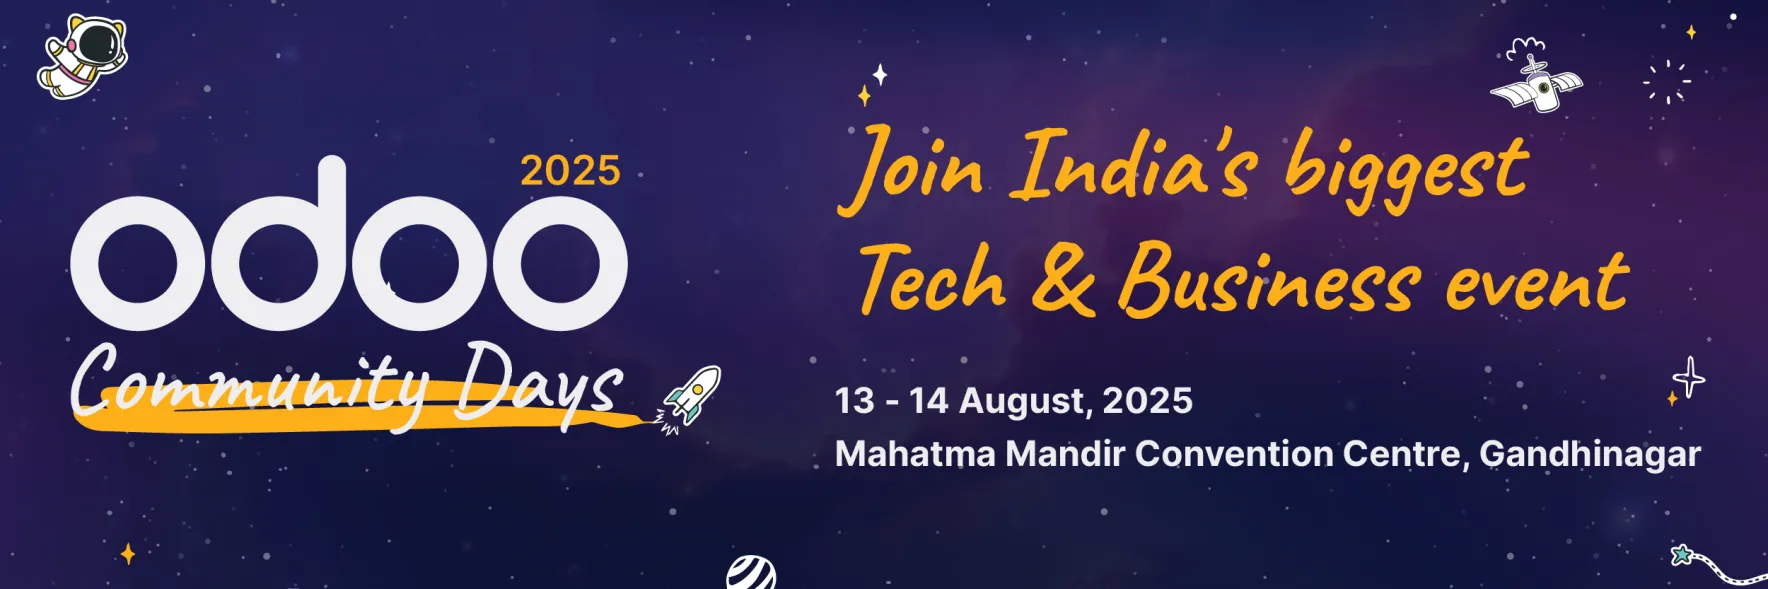 2025
odoo
Community Days
Join India's biggest
Tech & Business event
13 - 14 August, 2025
Mahatma Mandir Convention Centre, Gandhinagar